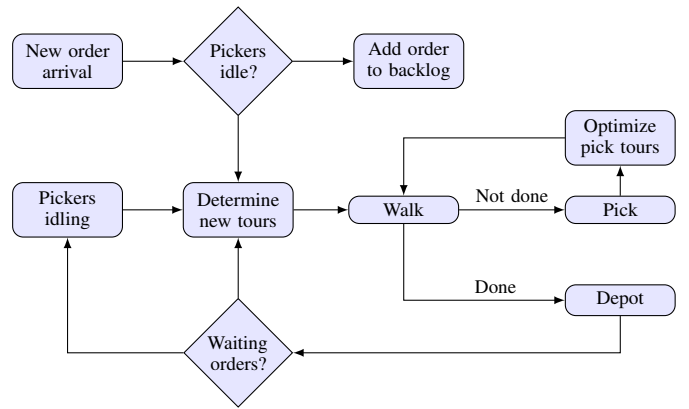 New order
arrival
Pickers
idle?
Add order
to backlog
Optimize
pick tours
Pickers
idling
Determine
new tours
Walk
Not done
Pick
Done
Depot
Waiting
orders?